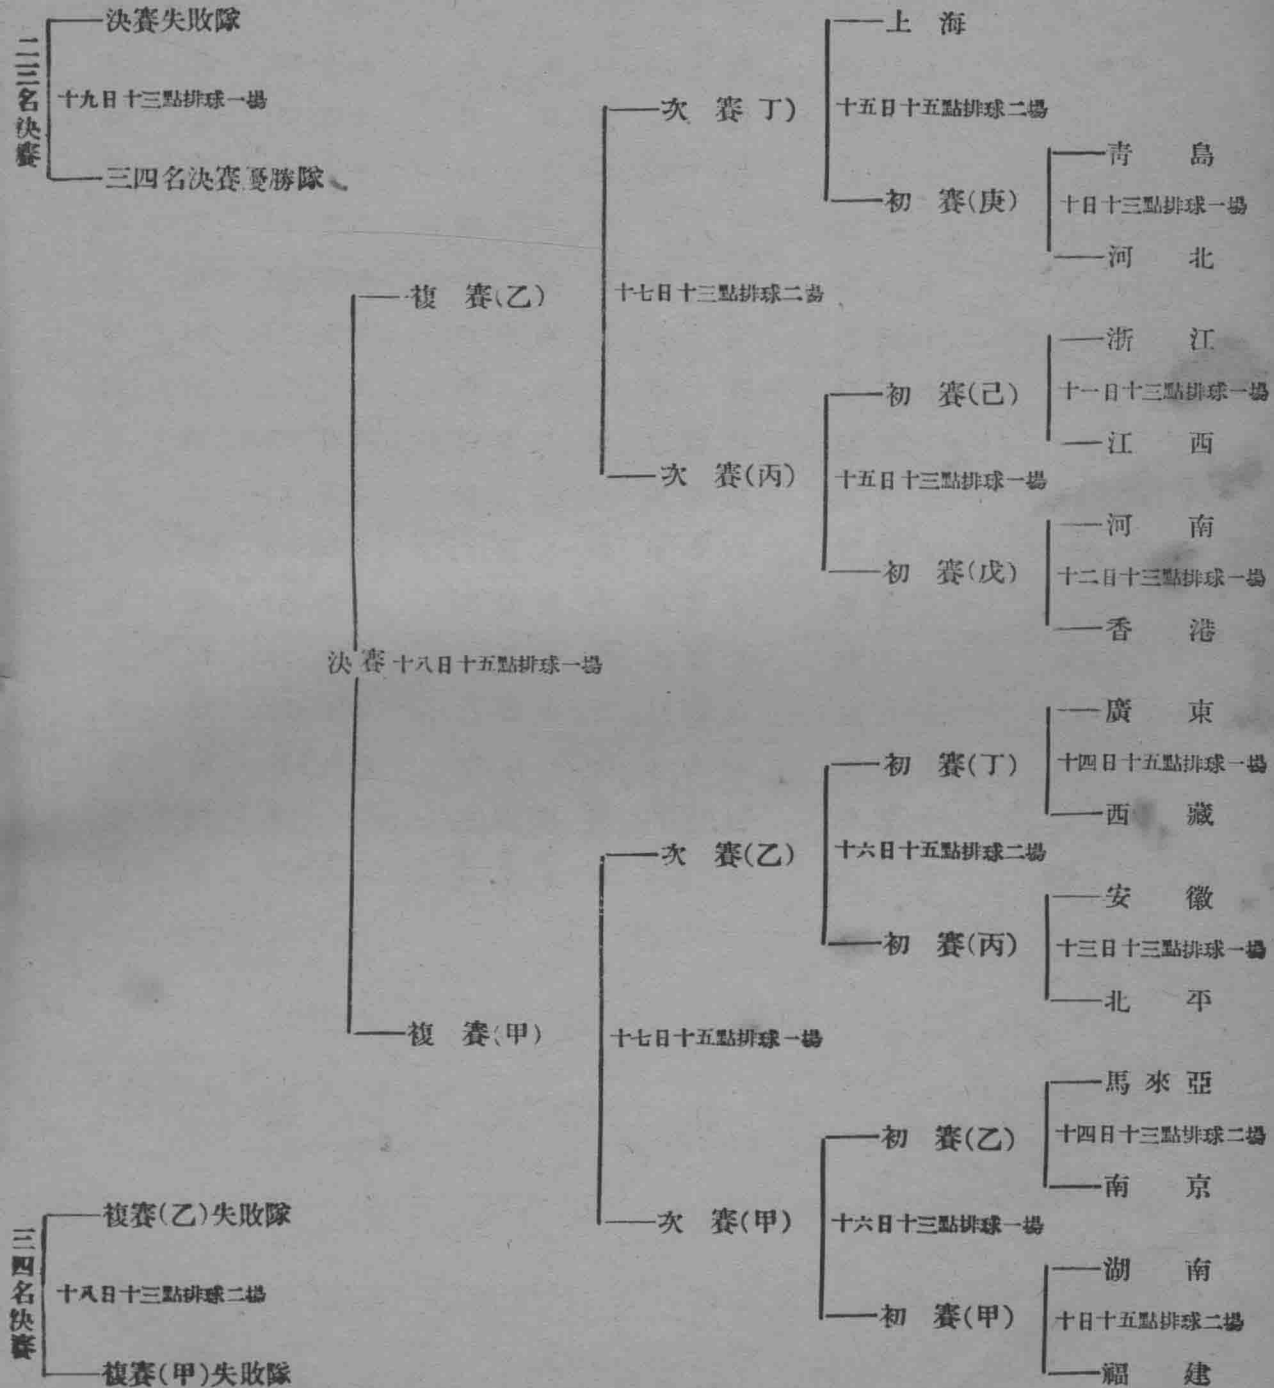 決賽失敗隊
二三名決賽
十九日十三點排球一場
三四名決賽優勝隊
上海
次賽丁)
十五日十五點排球二場
青島
初賽(庚)
十日十三點排球一場
河北
複賽(乙)
十七日十三點排球二場
浙江
初賽(己)
十一日十三點排球一場
江西
次賽(丙)
十五日十三點排球一場
河南
初賽(戊)
十二日十三點排球一場
香港
決賽十八日十五點排球一場
廣東
初賽(丁)
十四日十五點排球一場
西藏
次賽(乙)
十六日十五點排球二場
安徽
初賽(丙)
十三日十三點排球一場
北平
複賽(甲)
十七日十五點排球一場
馬來亞
初賽(乙)
十四日十三點排球二場
南京
次賽(甲)
十六日十三點排球一場
湖南
初賽(甲)
十日十五點排球二場
福建
複賽(乙)失敗隊
三四名決賽
十八日十三點排球二場
複賽(甲)失敗隊